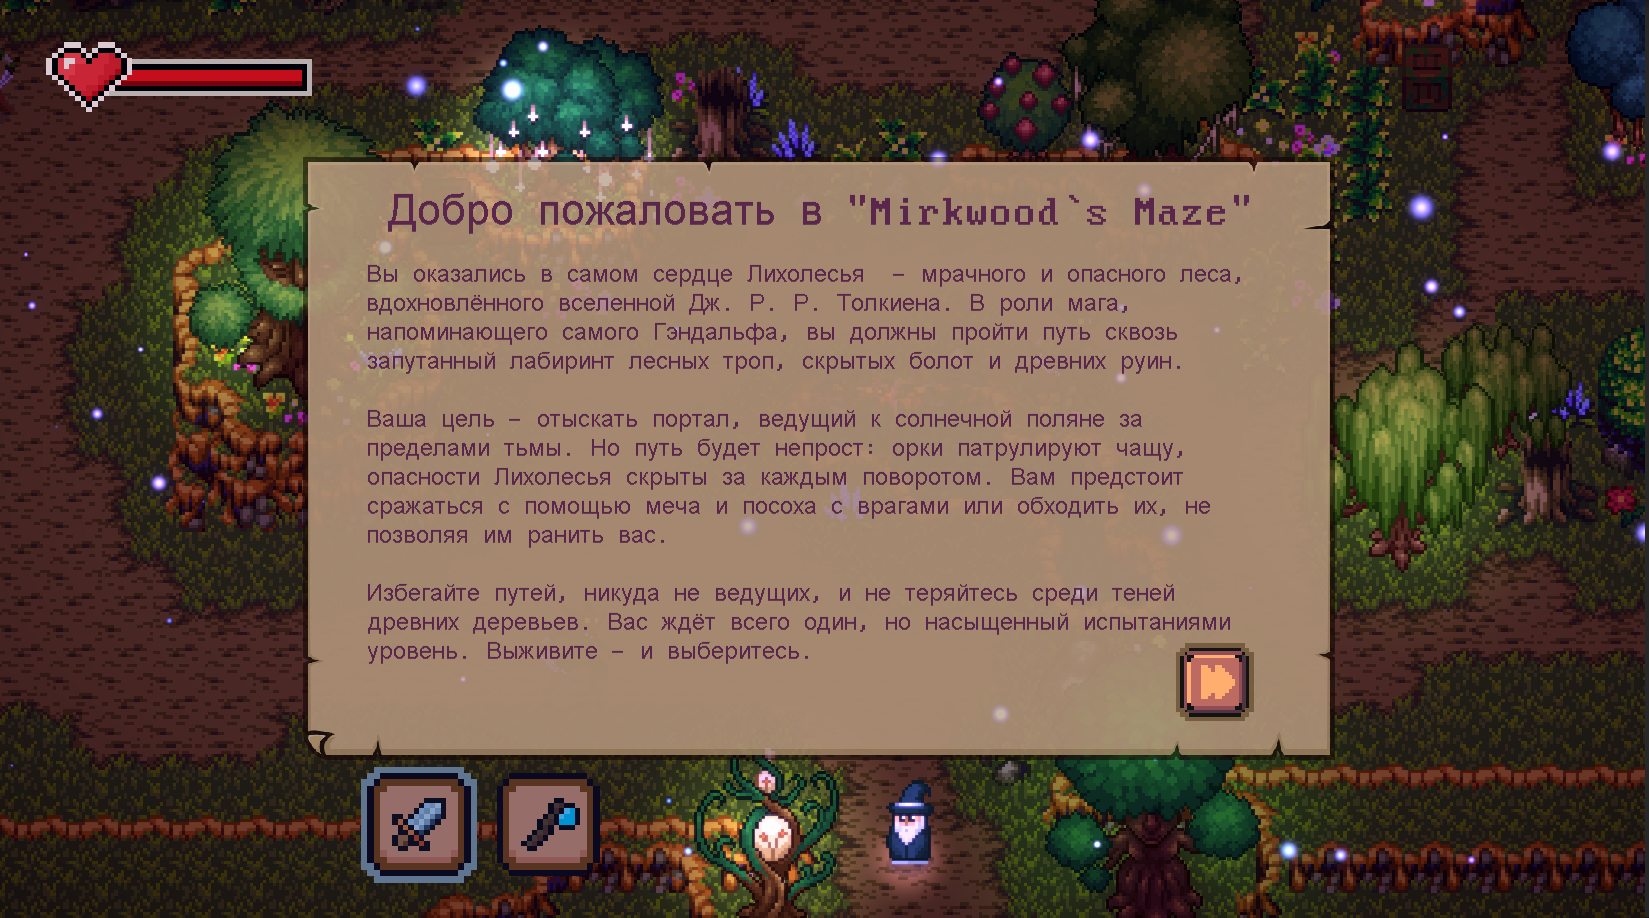 Добро пожаловать в "Mirkwood`s Maze"
Вы оказались в самом сердце Лихолесья – мрачного и опасного леса,
вдохновлённого вселенной Дж. Р. Р. Толкиена. В роли мага,
напоминающего самого Гэндальфа, вы должны пройти путь сквозь
запутанный лабиринт лесных троп, скрытых болот и древних руин.
Ваша цель – отыскать портал, ведущий к солнечной поляне за
пределами тьмы. Но путь будет непрост: орки патрулируют чащу,
опасности Лихолесья скрыты за каждым поворотом. Вам предстоит
сражаться с помощью меча и посоха с врагами или обходить их, не
позволяя им ранить вас.
Избегайте путей, никуда не ведущих, и не теряйтесь среди теней
древних деревьев. Вас ждёт всего один, но насыщенный испытаниями
уровень. Выживите – и выберитесь.